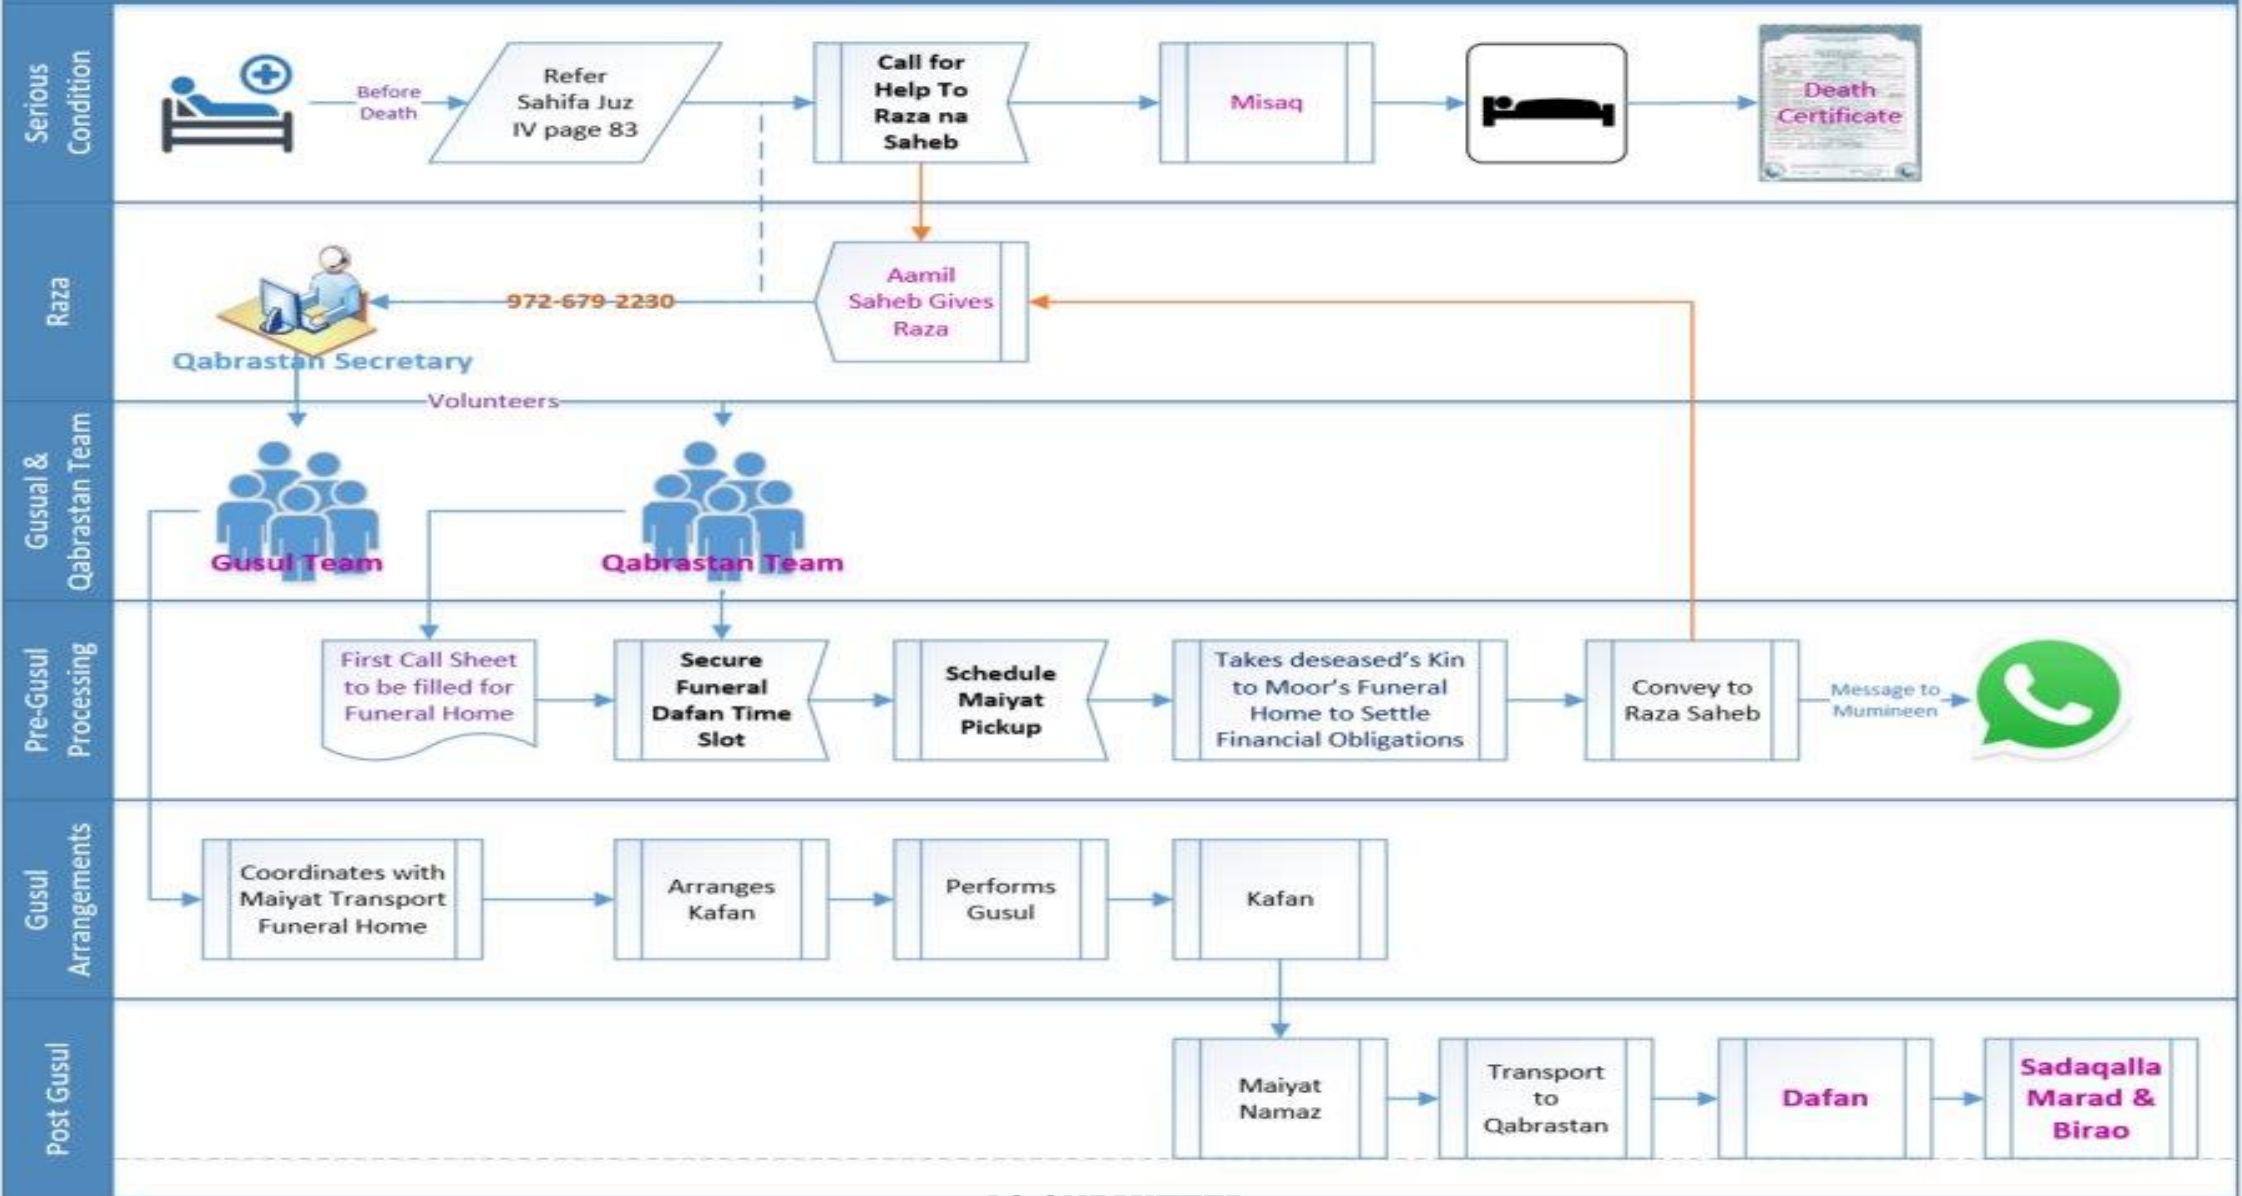 Serious
Condition
Before
Death
Refer
Sahifa Juz
IV page 83
Call for
Help To
Raza na
Saheb
Misaq
Death
Certificate
Raza
972-679 2230
Aamil
Saheb Gives
Raza
Qabrastan Secretary
Volunteers
Gusual &
Qabrastan Team
Gusul Team
Qabrastan Team
Pre-Gusul
Processing
First Call Sheet
to be filled for
Funeral Home
Secure
Funeral
Dafan Time
Slot
Schedule
Maiyat
Pickup
Takes deseased's Kin
to Moor's Funeral
Home to Settle
Financial Obligations
Convey to
Raza Saheb
Message to
Mumineen
Gusul
Arrangements
Coordinates with
Maiyat Transport
Funeral Home
Arranges
Kafan
Performs
Gusul
Kafan
Post Gusul
Maiyat
Namaz
Transport
to
Qabrastan
Dafan
Sadaqalla
Marad &
Birao